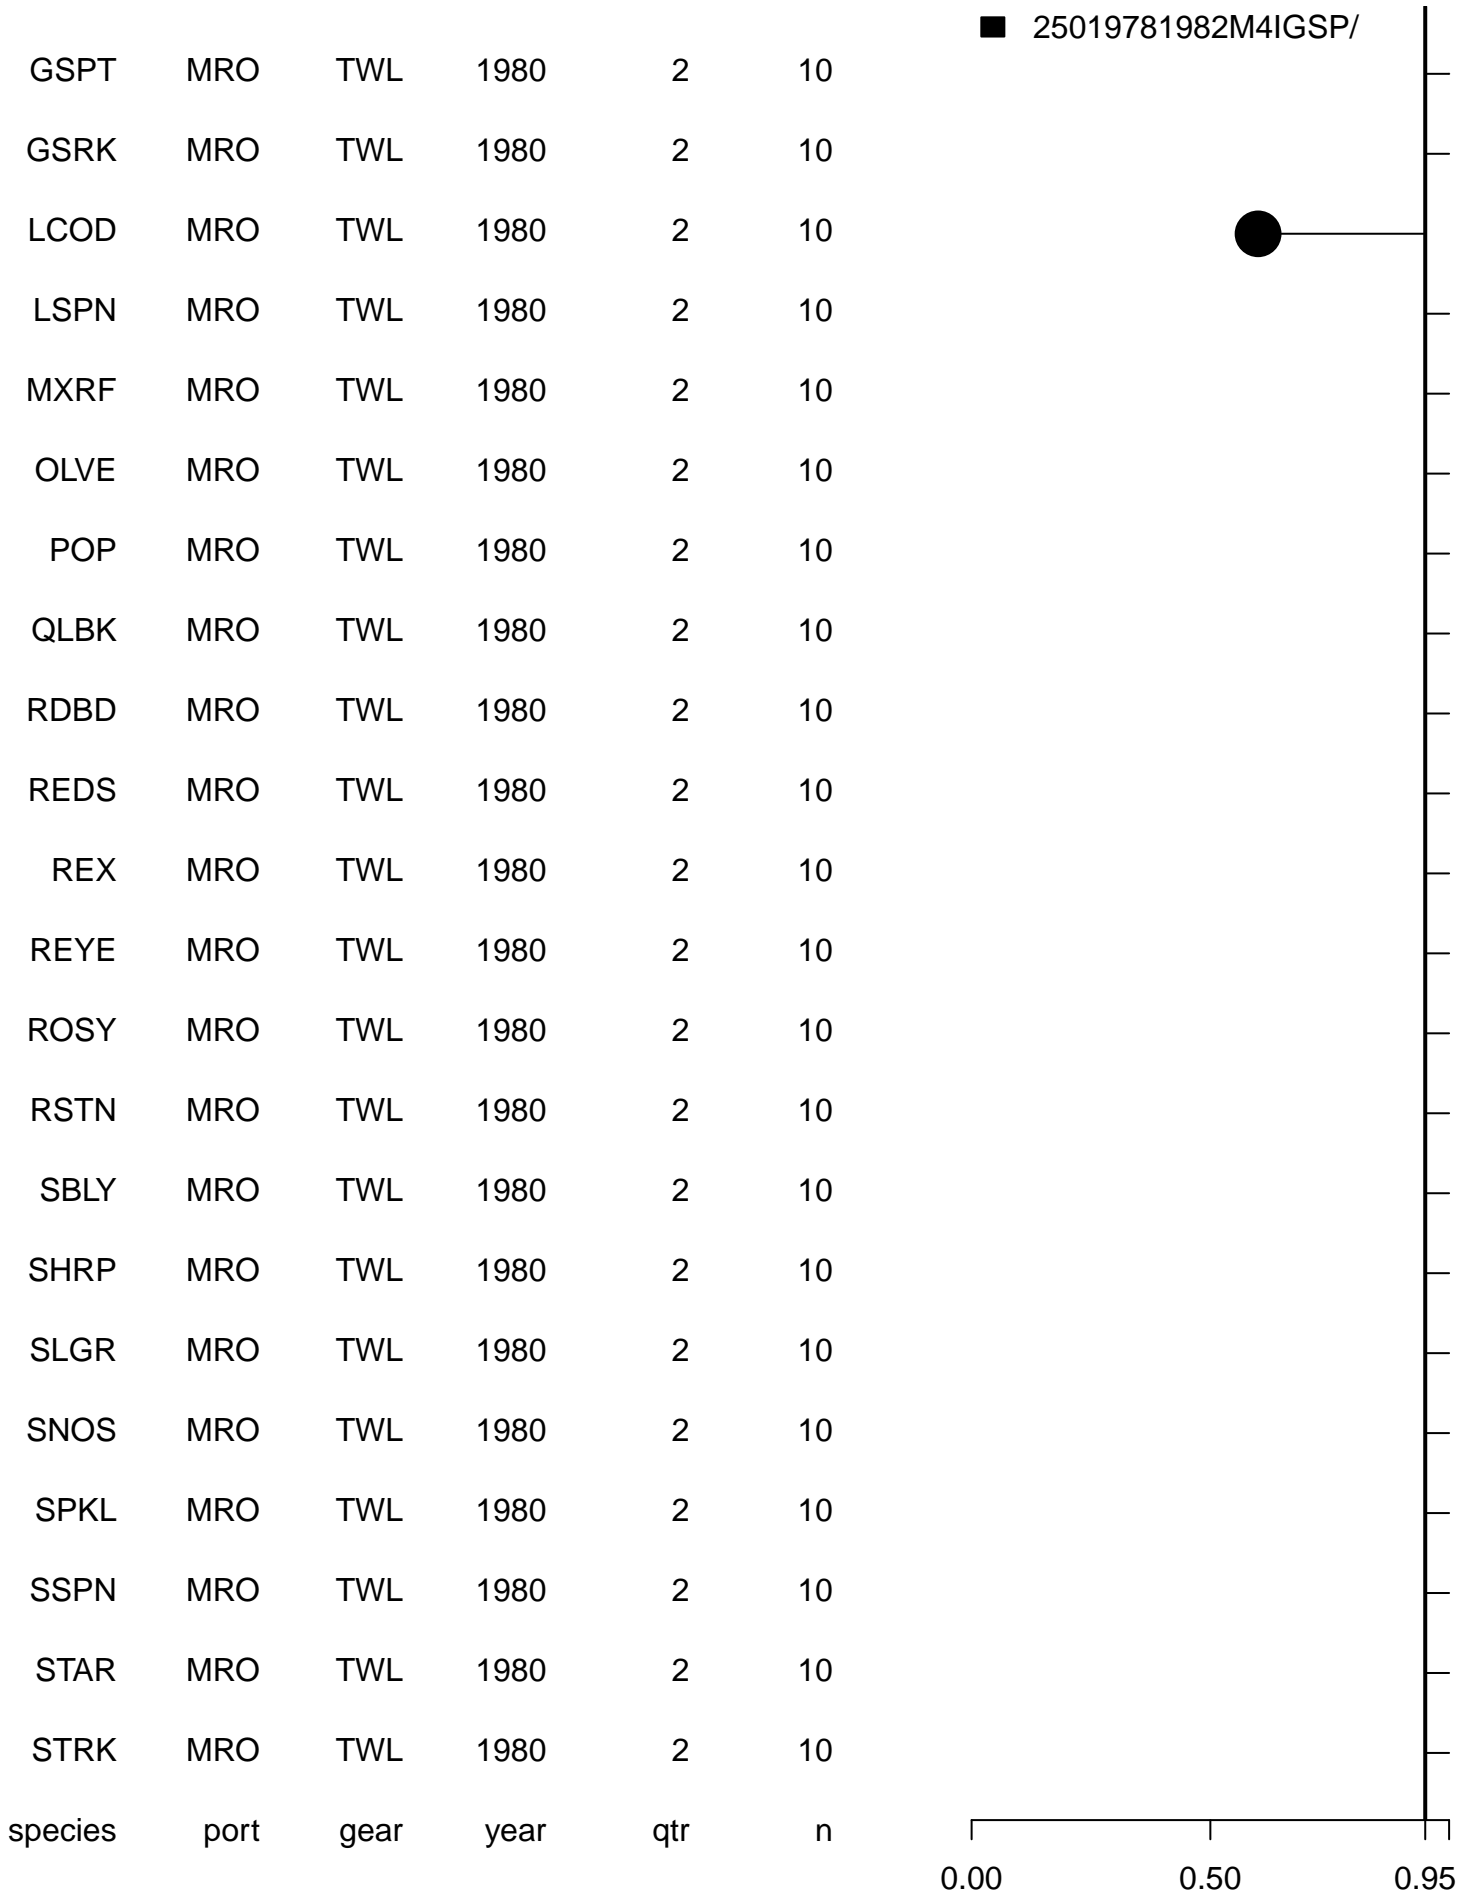 25019781982M4IGSP/
GSPT MRO TWL 1980 2 10
GSRK MRO TWL 1980 2 10
LCOD MRO TWL 1980 2 10
LSPN MRO TWL 1980 2 10
MXRF MRO TWL 1980 2 10
OLVE MRO TWL 1980 2 10
POP MRO TWL 1980 2 10
QLBK MRO TWL 1980 2 10
RDBD MRO TWL 1980 2 10
REDS MRO TWL 1980 2 10
REX MRO TWL 1980 2 10
REYE MRO TWL 1980 2 10
ROSY MRO TWL 1980 2 10
RSTN MRO TWL 1980 2 10
SBLY MRO TWL 1980 2 10
SHRP MRO TWL 1980 2 10
SLGR MRO TWL 1980 2 10
SNOS MRO TWL 1980 2 10
SPKL MRO TWL 1980 2 10
SSPN MRO TWL 1980 2 10
STAR MRO TWL 1980 2 10
STRK MRO TWL 1980 2 10
species port gear year qtr n
0.00 0.50 0.95